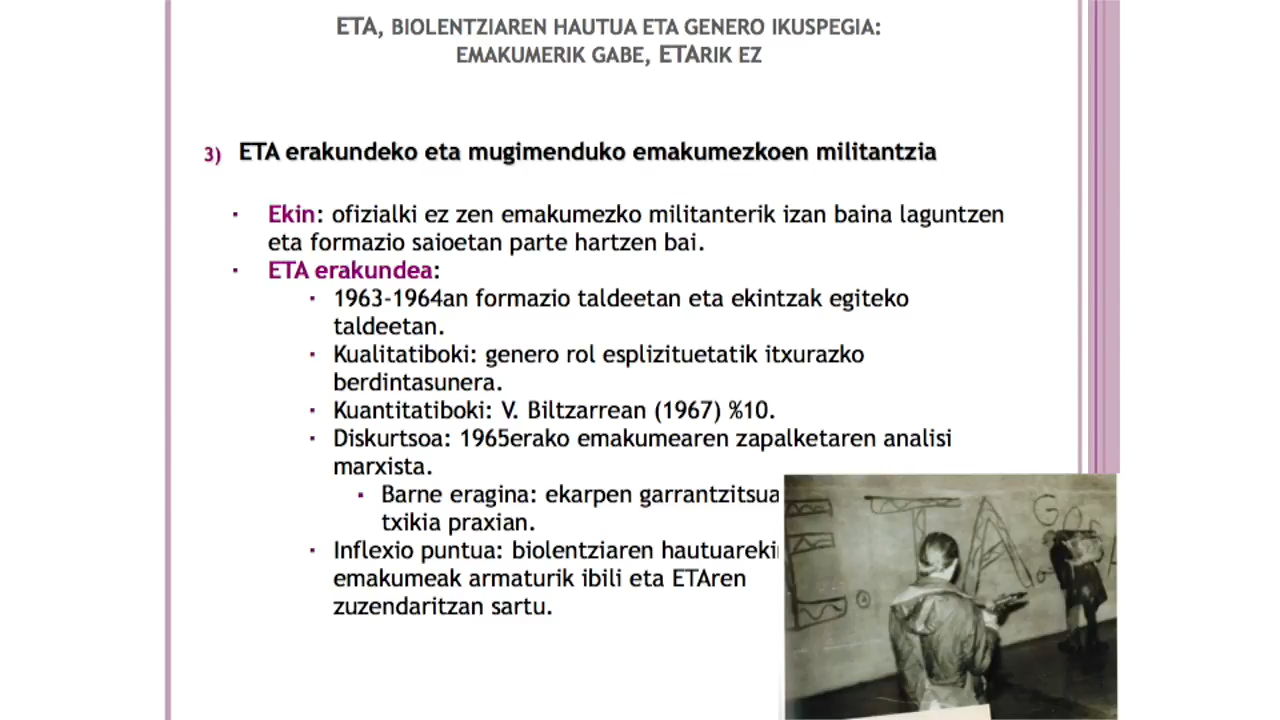 ETA, BIOLENTZIAREN HAUTUA ETA GENERO IKUSPEGIA:
EMAKUMERIK GABE, ETARIK EZ
3) ETA erakundeko eta mugimenduko emakumezkoen militantzia
▪ Ekin: ofizialki ez zen emakumezko militanterik izan baina laguntzen
eta formazio saioetan parte hartzen bai.
▪ ETA erakundea:
▪ 1963-1964an formazio taldeetan eta ekintzak egiteko
taldeetan.
▪ Kualitatiboki: genero rol esplizituetatik itxurazko
berdintasunera.
▪ Kuantitatiboki: V. Biltzarrean (1967) %10.
▪ Diskurtsoa: 1965erako emakumearen zapalketaren analisi
marxista.
▪ Barne eragina: ekarpen garrantzitsua
txikia praxian.
▪ Inflexio puntua: biolentziaren hautuareki
emakumeak armaturik ibili eta ETAren
zuzendaritzan sartu.
E TA